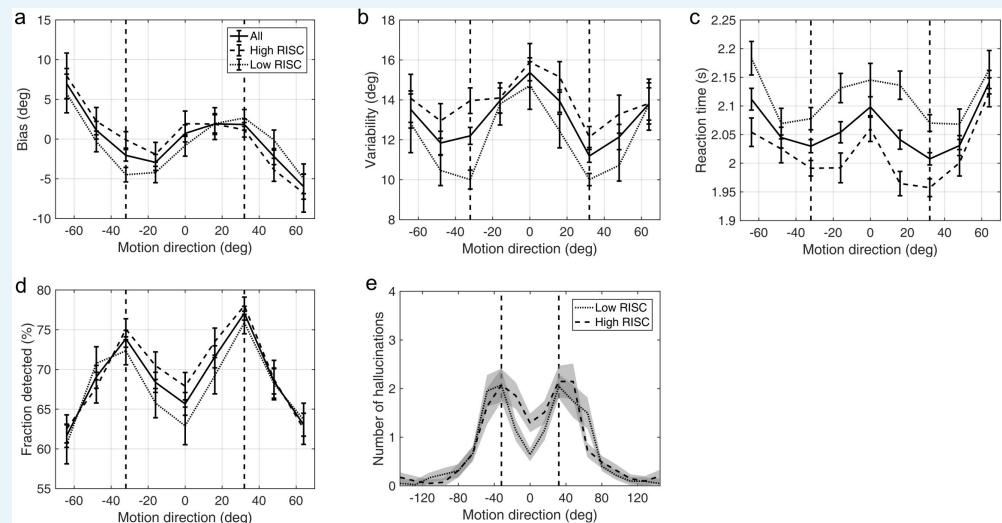 a
10
5
0
-5
-10
Bias (deg)
-60 -40 -20 0 20 40 60
Motion direction (deg)
All
High RISC
Low RISC
b
18
16
14
12
10
8
Variability (deg)
-60 -40 -20 0 20 40 60
Motion direction (deg)
c
2.25
2.2
2.15
2.1
2.05
2
1.95
1.9
Reaction time (s)
-60 -40 -20 0 20 40 60
Motion direction (deg)
d
80
75
70
65
60
55
Fraction detected (%)
-60 -40 -20 0 20 40 60
Motion direction (deg)
e
4
3
2
1
0
Number of hallucinations
-120 -80 -40 0 40 80 120
Motion direction (deg)
Low RISC
High RISC